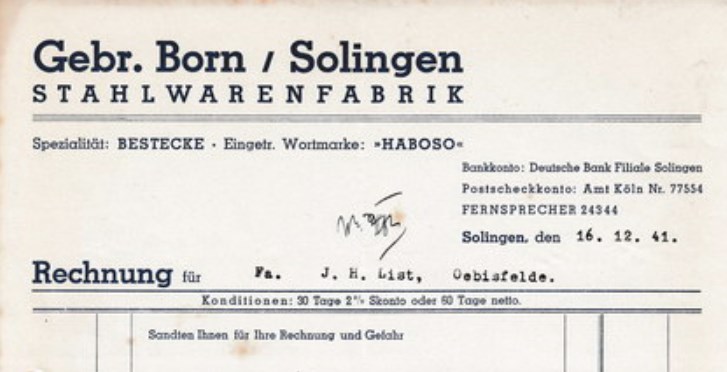 Gebr. Born / Solingen
STAHLWARENFABRIK
Spezialität: BESTECKE · Eingetr. Wortmarke: »HABOSO«
Bankkonto: Deutsche Bank Filiale Solingen
Postscheckkonto: Amt Köln Nr. 77554
FERNSPRECHER 24344
Solingen, den 16. 12. 41.
Rechnung für Fa. J. H. List, Oebisfelde.
Konditionen: 30 Tage 2% Skonto oder 60 Tage netto.
Sandten Ihnen für Ihre Rechnung und Gefahr